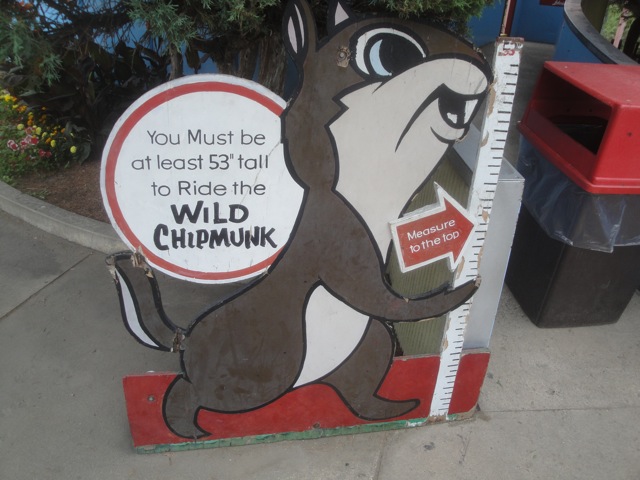 You Must be
at least 53" tall
to Ride the
WILD
CHIPMUNK
Measure
to the top